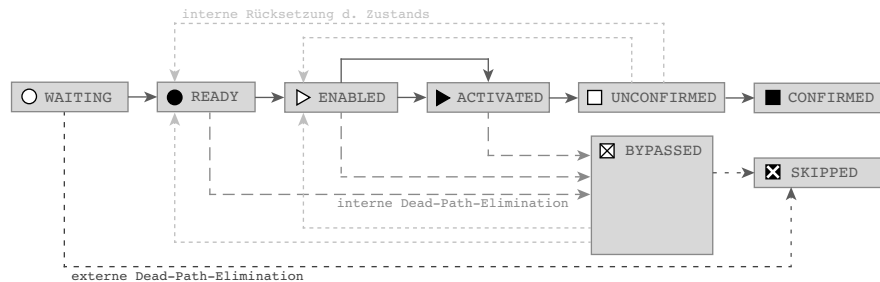 interne Rücksetzung d. Zustands
WAITING
READY
ENABLED
ACTIVATED
UNCONFIRMED
CONFIRMED
BYPASSED
SKIPPED
interne Dead-Path-Elimination
externe Dead-Path-Elimination